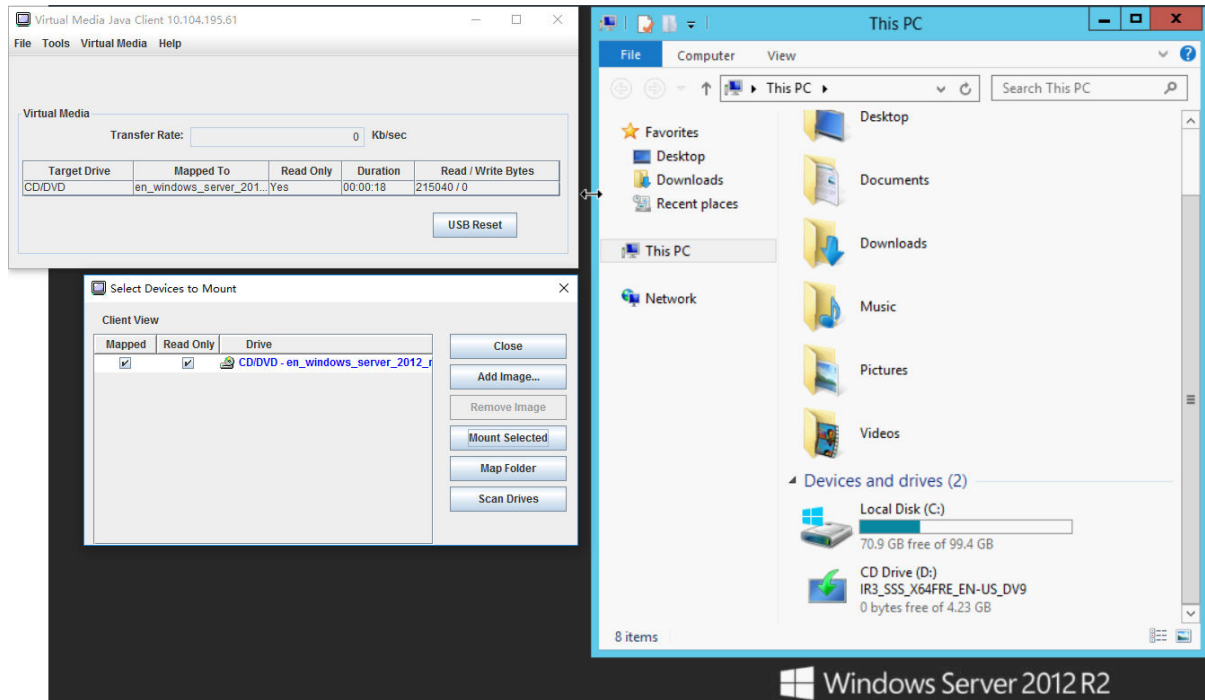 Virtual Media Java Client 10.104.195.61
File Tools Virtual Media Help
Virtual Media
Transfer Rate: 0 Kb/sec
Target Drive Mapped To Read Only Duration Read / Write Bytes
CD/DVD en_windows_server_201... Yes 00:00:18 215040 / 0
USB Reset
Select Devices to Mount
Client View
Mapped Read Only Drive
CD/DVD - en_windows_server_2012_r
Close
Add Image...
Remove Image
Mount Selected
Map Folder
Scan Drives
This PC
File Computer View
This PC
Search This PC
Favorites
Desktop
Downloads
Recent places
This PC
Network
Desktop
Documents
Downloads
Music
Pictures
Videos
Devices and drives (2)
Local Disk (C:)
70.9 GB free of 99.4 GB
CD Drive (D:)
IR3_SSS_X64FRE_EN-US_DV9
0 bytes free of 4.23 GB
8 items
Windows Server 2012 R2